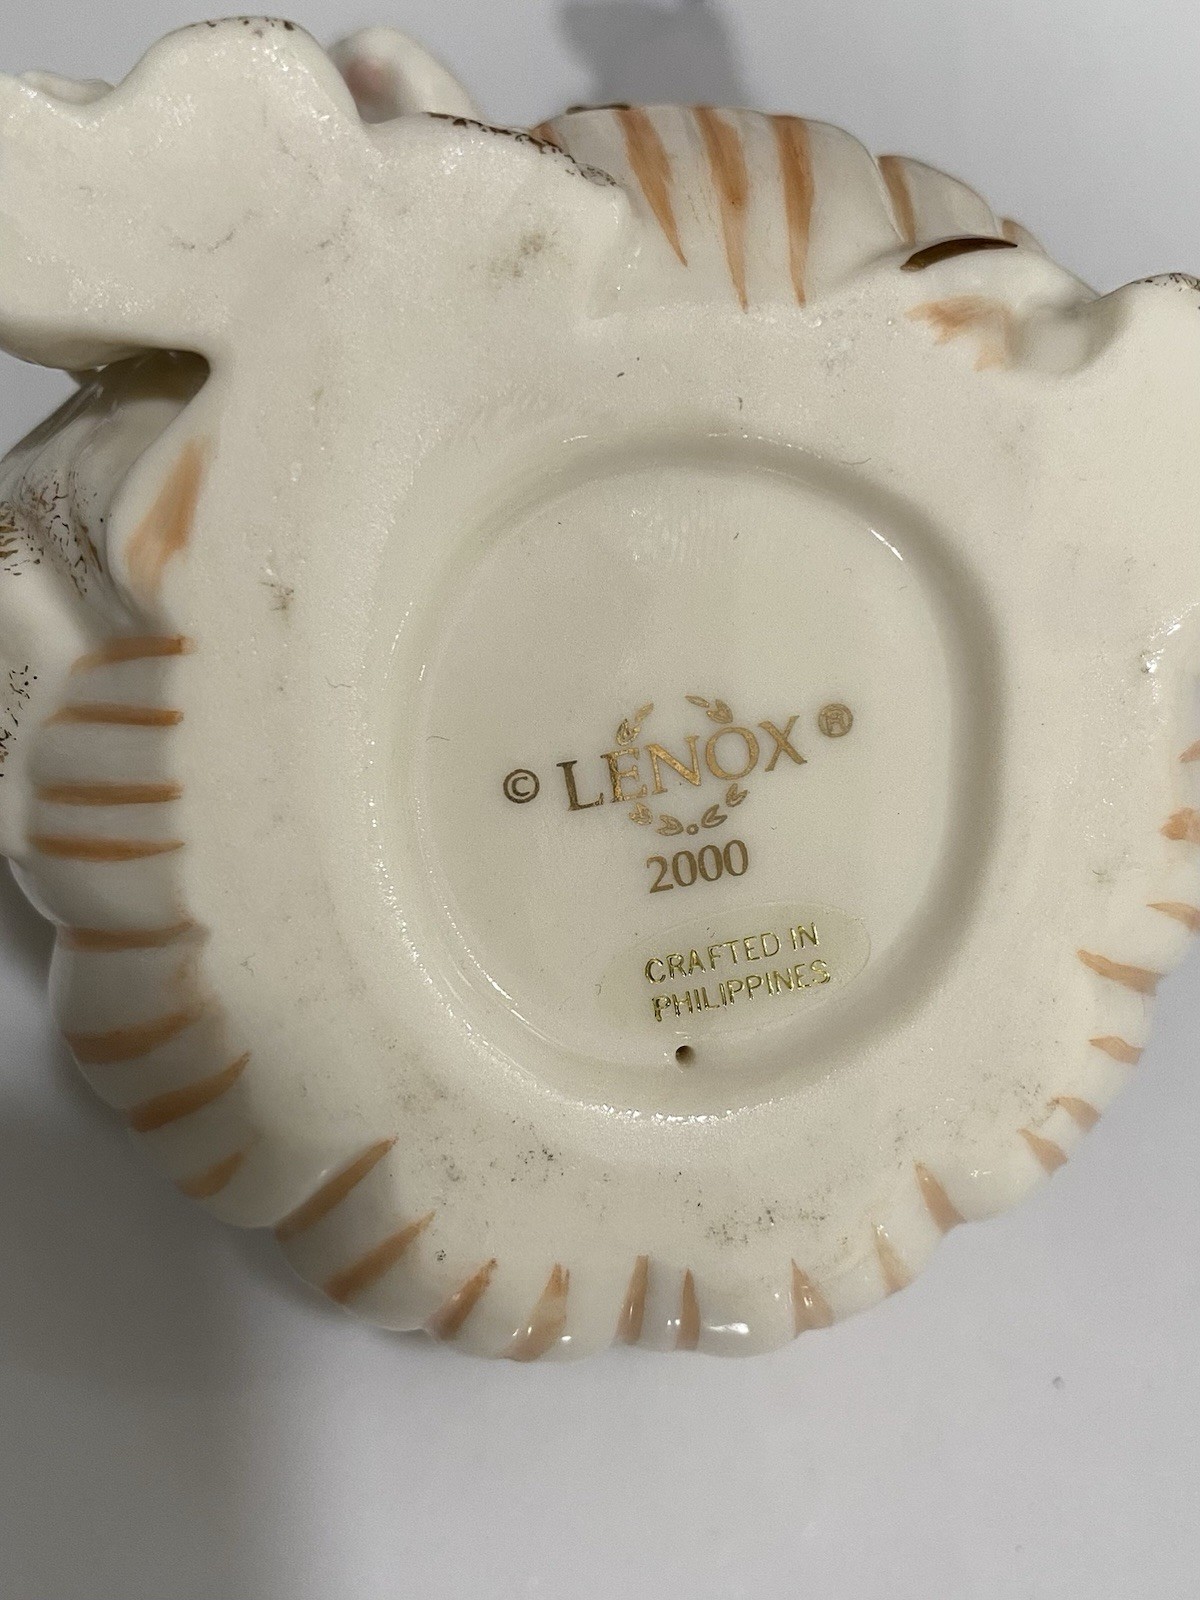 © LENOX ®
2000
CRAFTED IN
PHILIPPINES